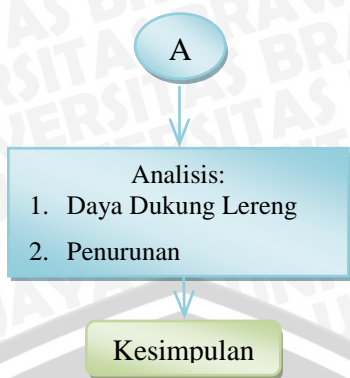 A
Analisis:
1. Daya Dukung Lereng
2. Penurunan
Kesimpulan